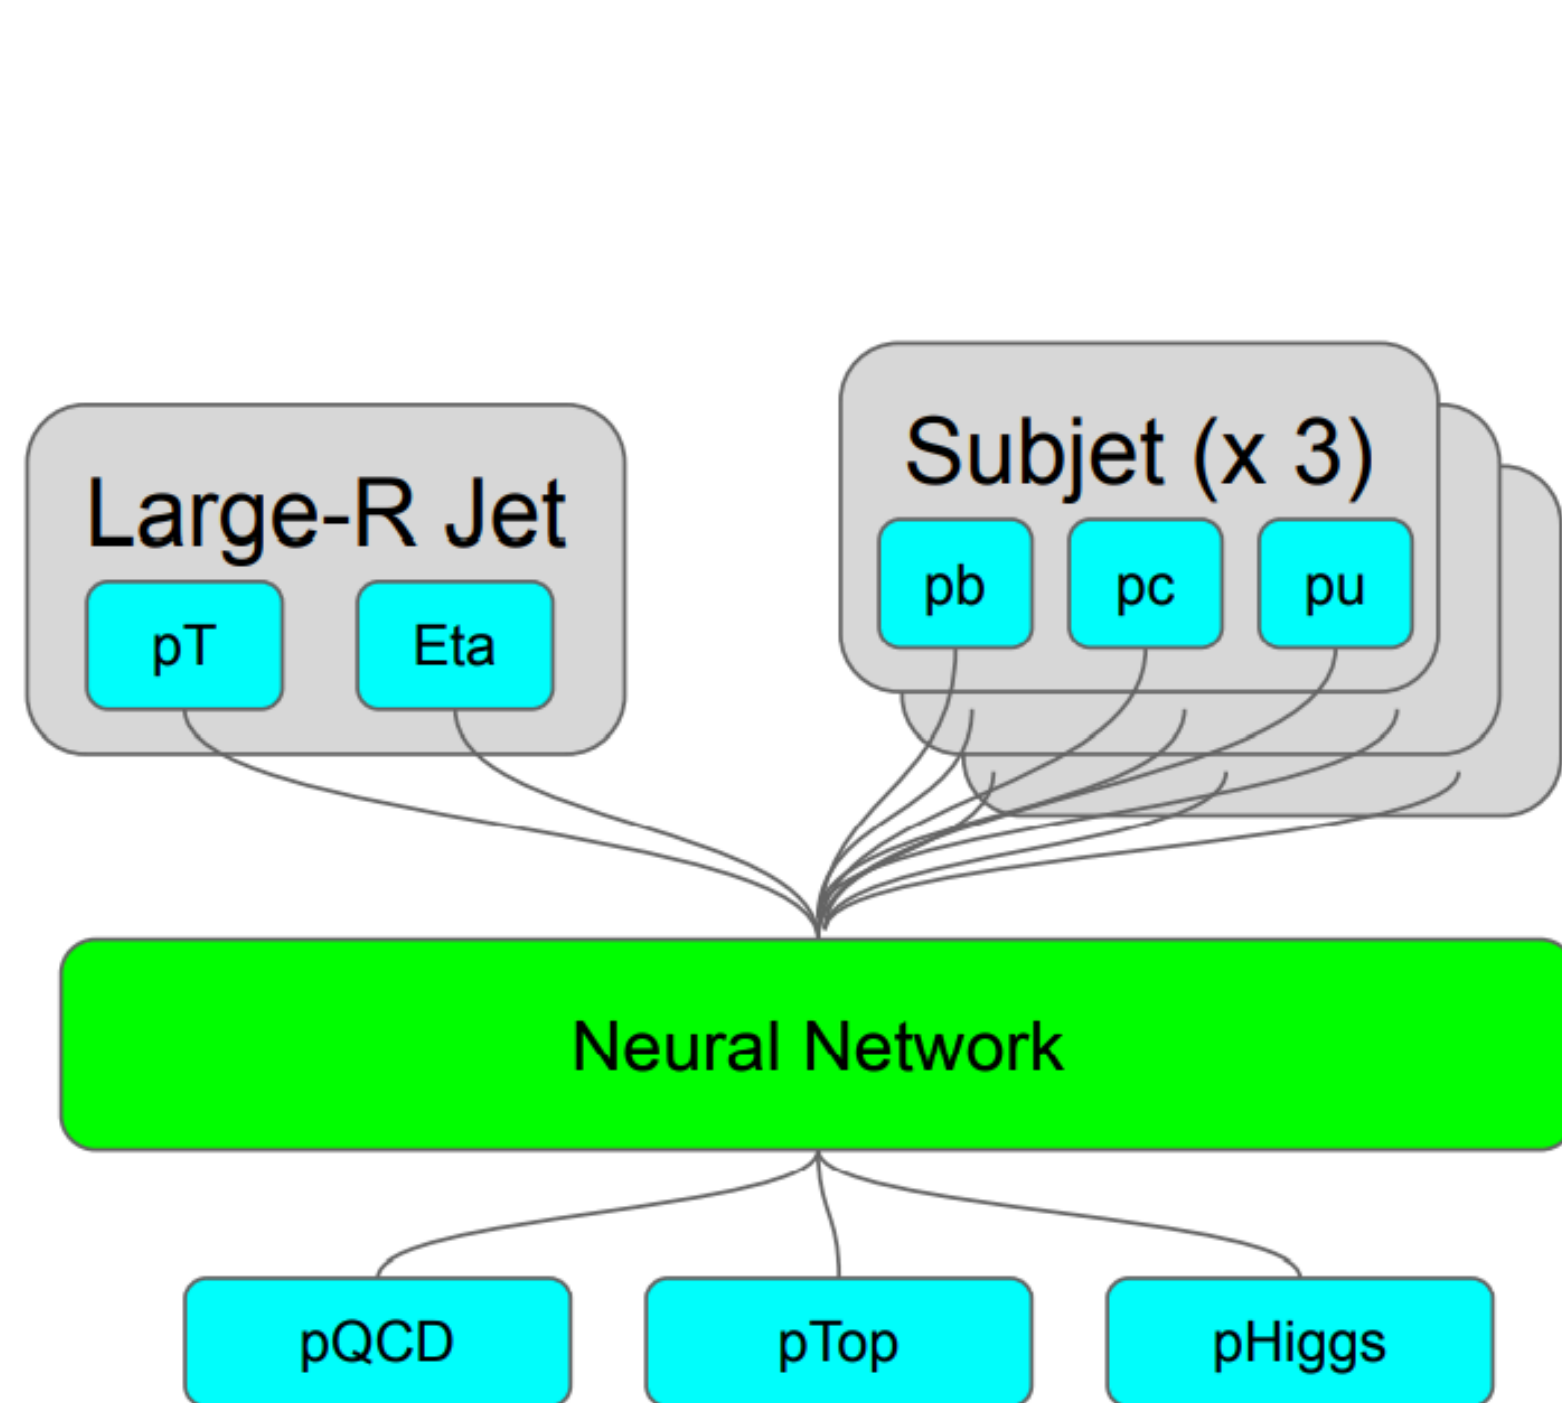 Large-R Jet
pT
Eta
Subjet (x 3)
pb
pc
pu
Neural Network
pQCD
pTop
pHiggs